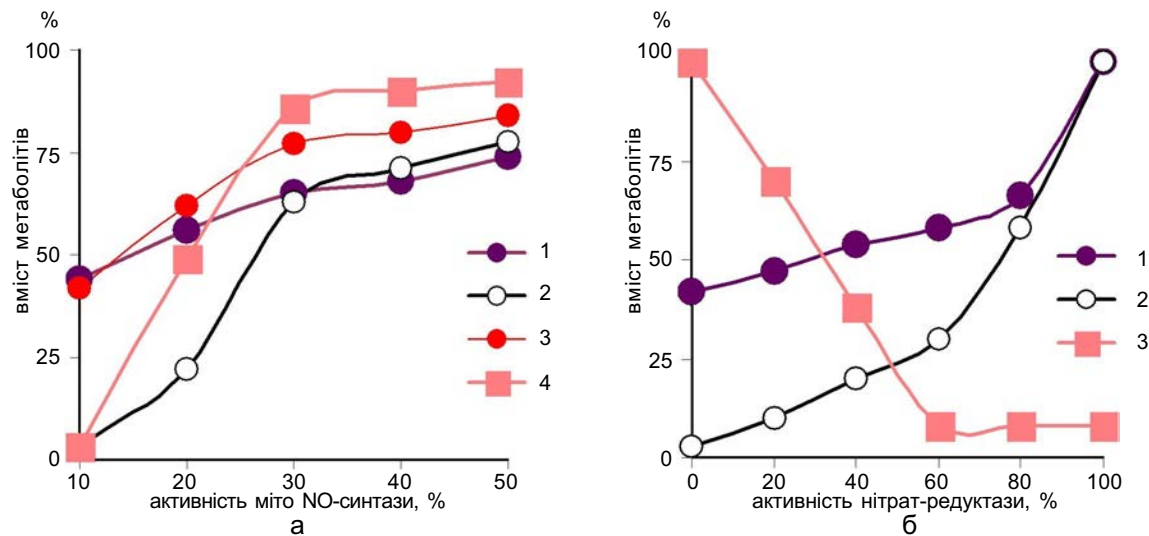 %
100
75
50
25
0
вміст метаболітів
10 20 30 40 50
активність міто NO-синтази, %
а
1
2
3
4
%
100
75
50
25
0
вміст метаболітів
0 20 40 60 80 100
активність нітрат-редуктази, %
б
1
2
3